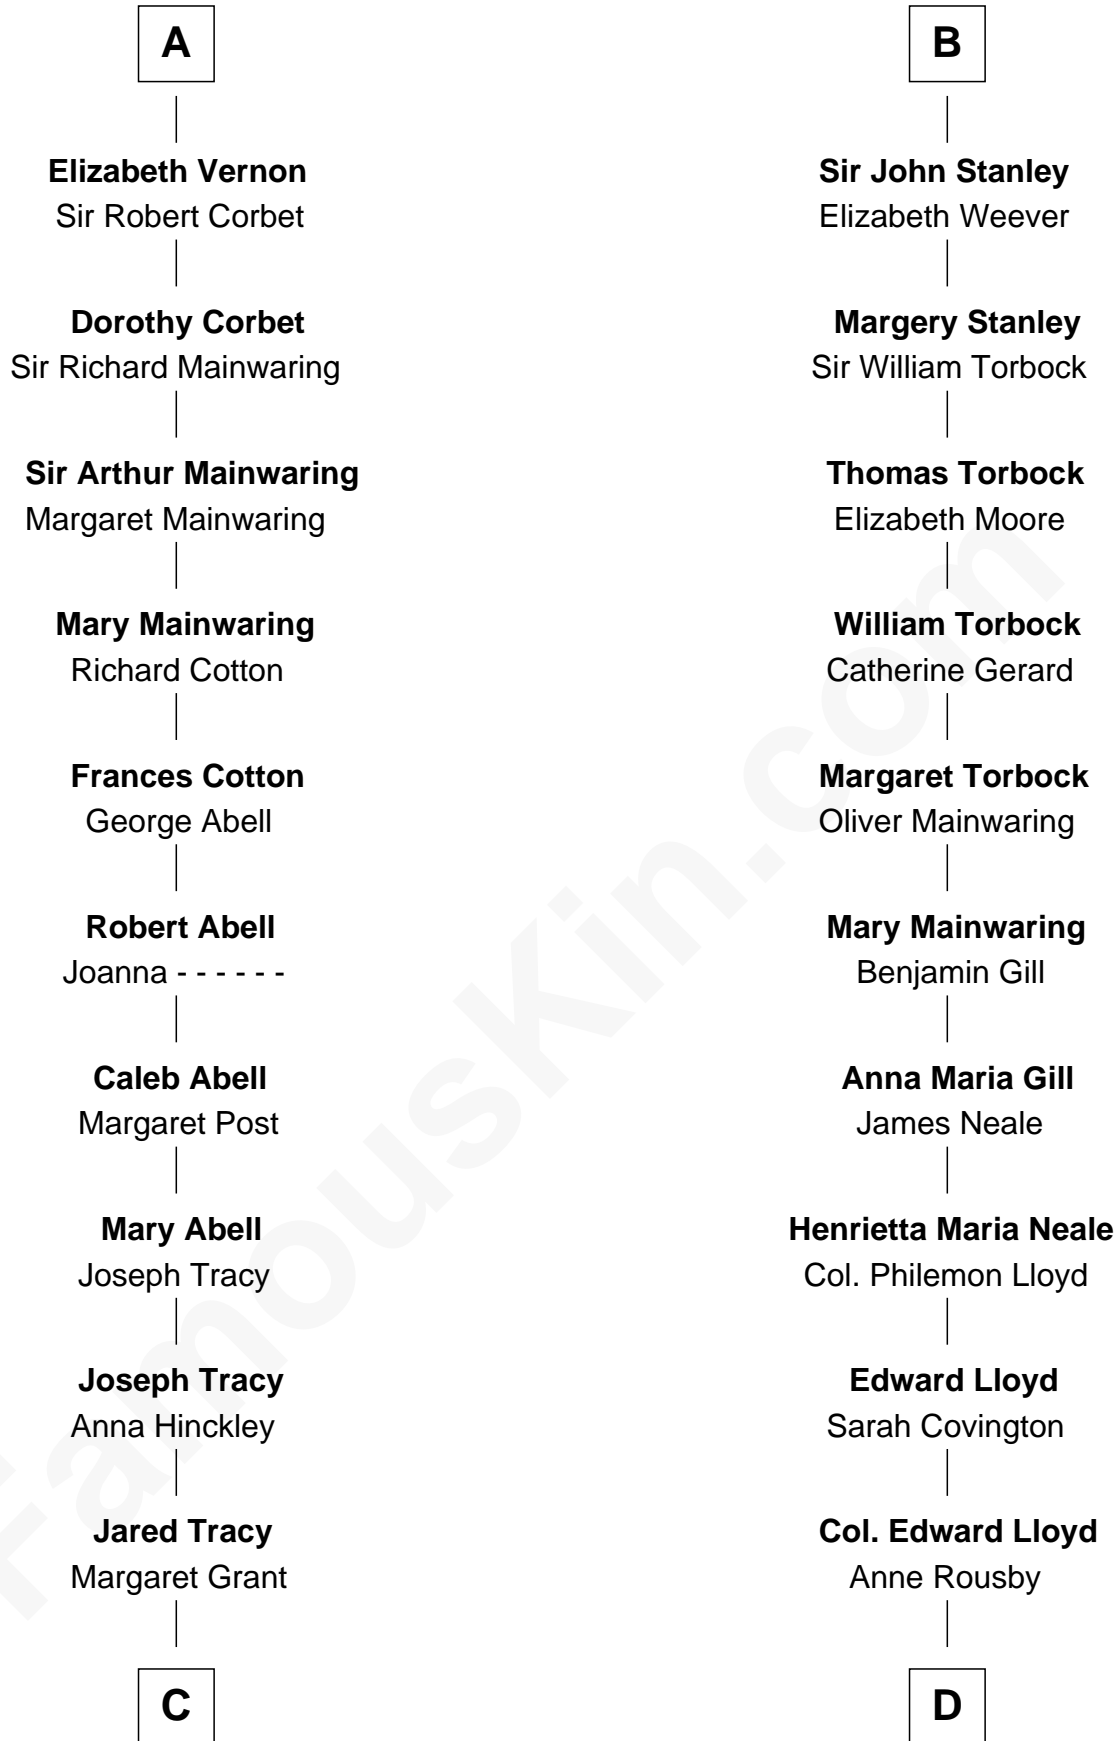 A
Elizabeth Vernon
Sir Robert Corbet
Dorothy Corbet
Sir Richard Mainwaring
Sir Arthur Mainwaring
Margaret Mainwaring
Mary Mainwaring
Richard Cotton
Frances Cotton
George Abell
Robert Abell
Joanna - - - - - -
Caleb Abell
Margaret Post
Mary Abell
Joseph Tracy
Joseph Tracy
Anna Hinckley
Jared Tracy
Margaret Grant
C
B
Sir John Stanley
Elizabeth Weever
Margery Stanley
Sir William Torbock
Thomas Torbock
Elizabeth Moore
William Torbock
Catherine Gerard
Margaret Torbock
Oliver Mainwaring
Mary Mainwaring
Benjamin Gill
Anna Maria Gill
James Neale
Henrietta Maria Neale
Col. Philemon Lloyd
Edward Lloyd
Sarah Covington
Col. Edward Lloyd
Anne Rousby
D
FamousKin.com